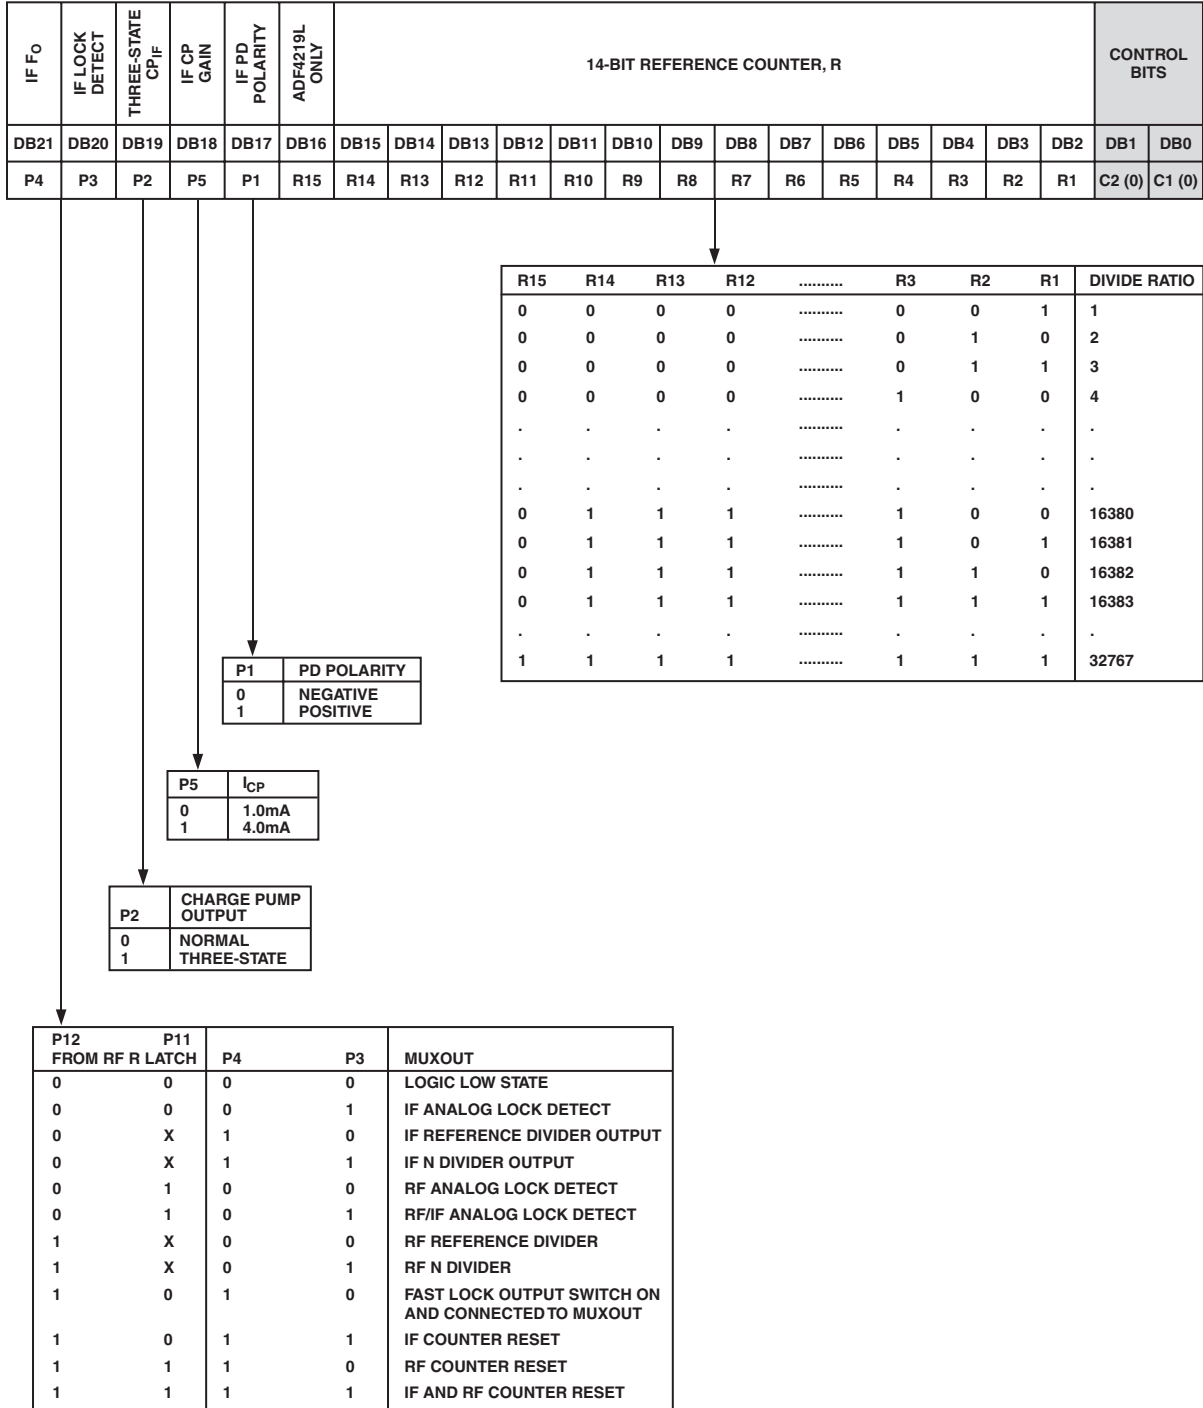 IF FO
IF LOCK
DETECT
THREE-STATE
CPIF
IF CP
GAIN
IF PD
POLARITY
ADF4219L
ONLY
14-BIT REFERENCE COUNTER, R
CONTROL
BITS
DB21 DB20 DB19 DB18 DB17 DB16 DB15 DB14 DB13 DB12 DB11 DB10 DB9 DB8 DB7 DB6 DB5 DB4 DB3 DB2 DB1 DB0
P4 P3 P2 P5 P1 R15 R14 R13 R12 R11 R10 R9 R8 R7 R6 R5 R4 R3 R2 R1 C2 (0) C1 (0)
R15 R14 R13 R12 .......... R3 R2 R1 DIVIDE RATIO
0 0 0 0 .......... 0 0 1 1
0 0 0 0 .......... 0 1 0 2
0 0 0 0 .......... 0 1 1 3
0 0 0 0 .......... 1 0 0 4
. . . . .......... . . . .
. . . . .......... . . . .
. . . . .......... . . . .
0 1 1 1 .......... 1 0 0 16380
0 1 1 1 .......... 1 0 1 16381
0 1 1 1 .......... 1 1 0 16382
0 1 1 1 .......... 1 1 1 16383
. . . . .......... . . . .
1 1 1 1 .......... 1 1 1 32767
P1 PD POLARITY
0 NEGATIVE
1 POSITIVE
P5 ICP
0 1.0mA
1 4.0mA
CHARGE PUMP
P2 OUTPUT
0 NORMAL
1 THREE-STATE
P12 P11
FROM RF R LATCH P4 P3 MUXOUT
0 0 0 0 LOGIC LOW STATE
0 0 0 1 IF ANALOG LOCK DETECT
0 X 1 0 IF REFERENCE DIVIDER OUTPUT
0 X 1 1 IF N DIVIDER OUTPUT
0 1 0 0 RF ANALOG LOCK DETECT
0 1 0 1 RF/IF ANALOG LOCK DETECT
1 X 0 0 RF REFERENCE DIVIDER
1 X 0 1 RF N DIVIDER
1 0 1 0 FAST LOCK OUTPUT SWITCH ON
AND CONNECTED TO MUXOUT
1 0 1 1 IF COUNTER RESET
1 1 1 0 RF COUNTER RESET
1 1 1 1 IF AND RF COUNTER RESET